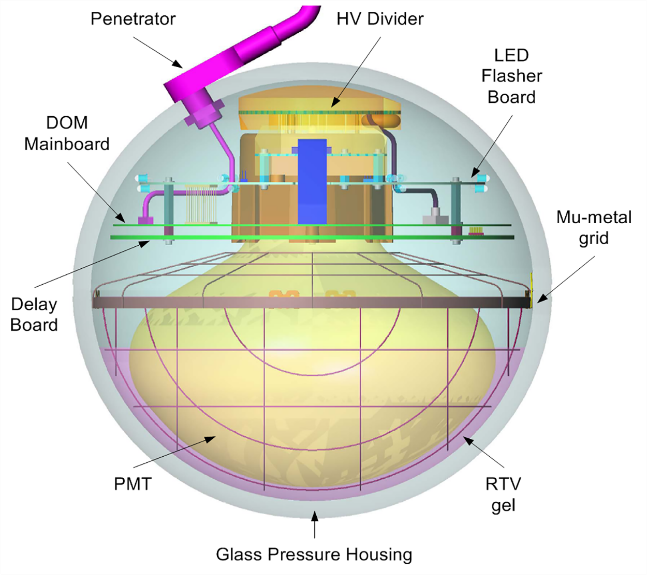 Penetrator
HV Divider
LED
Flasher
Board
DOM
Mainboard
Mu-metal
grid
Delay
Board
PMT
RTV
gel
Glass Pressure Housing